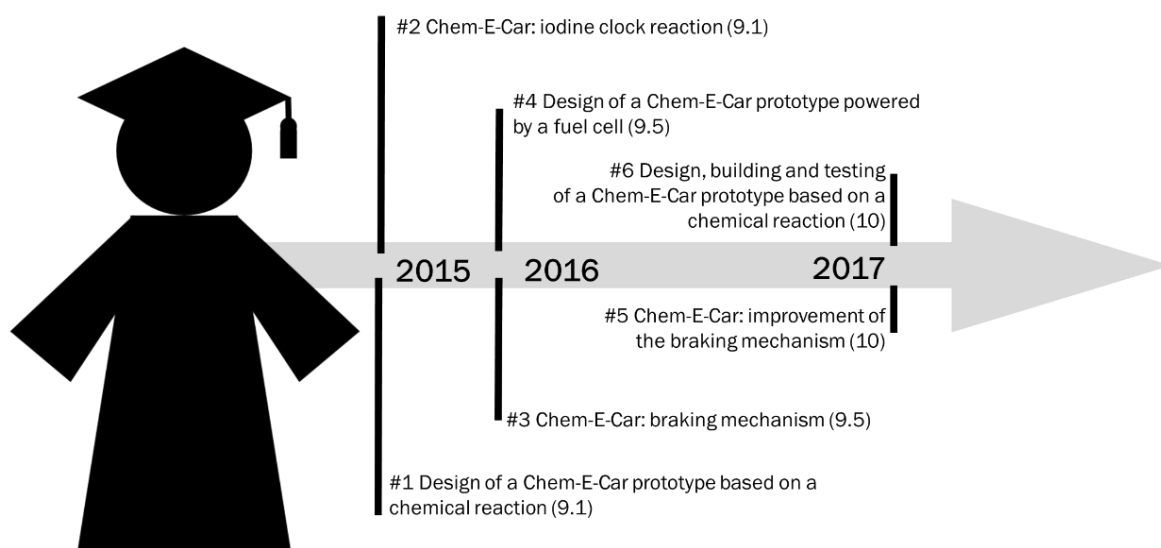 #2 Chem-E-Car: iodine clock reaction (9.1)
#4 Design of a Chem-E-Car prototype powered
by a fuel cell (9.5)
#6 Design, building and testing
of a Chem-E-Car prototype based on a
chemical reaction (10)
2015
2016
2017
#5 Chem-E-Car: improvement of
the braking mechanism (10)
#3 Chem-E-Car: braking mechanism (9.5)
#1 Design of a Chem-E-Car prototype based on a
chemical reaction (9.1)